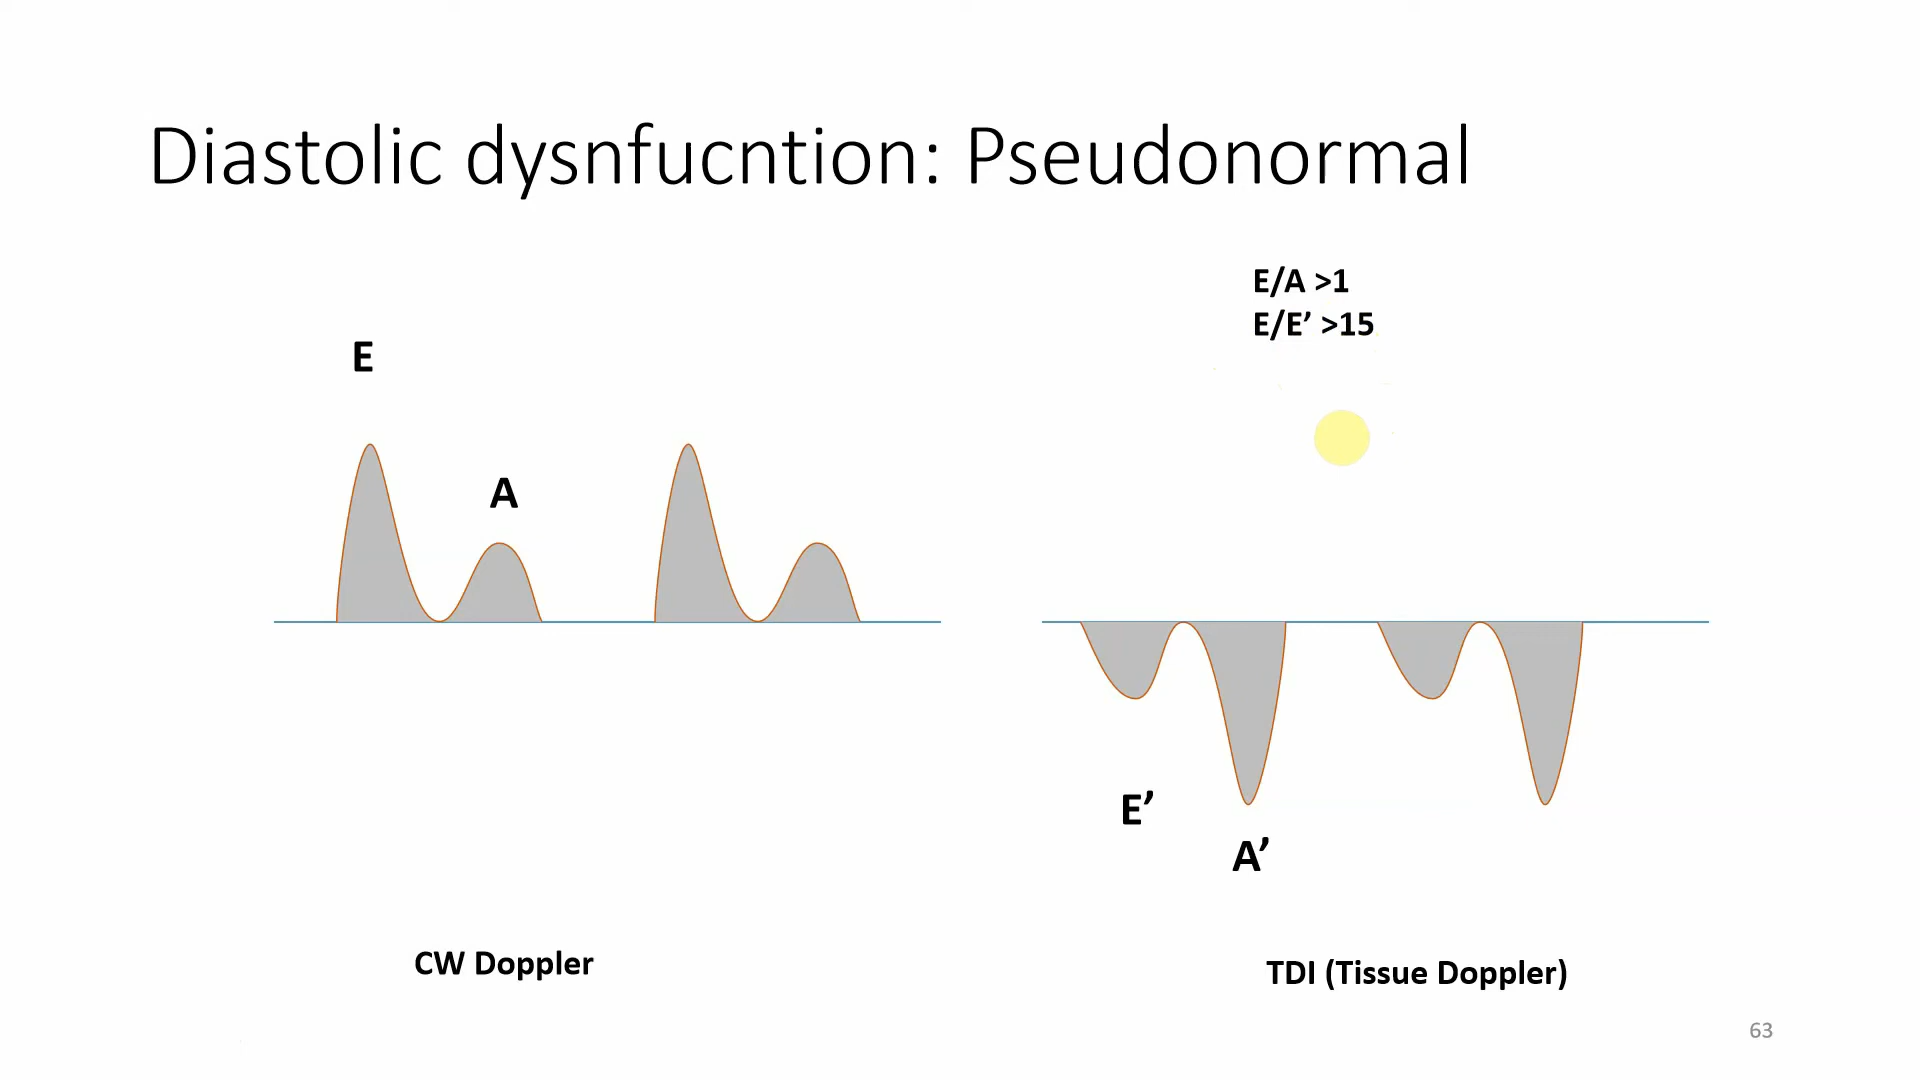 Diastolic dysnfucntion: Pseudonormal
E/A >1
E/E’ >15
E
A
E’
A’
CW Doppler
TDI (Tissue Doppler)
63